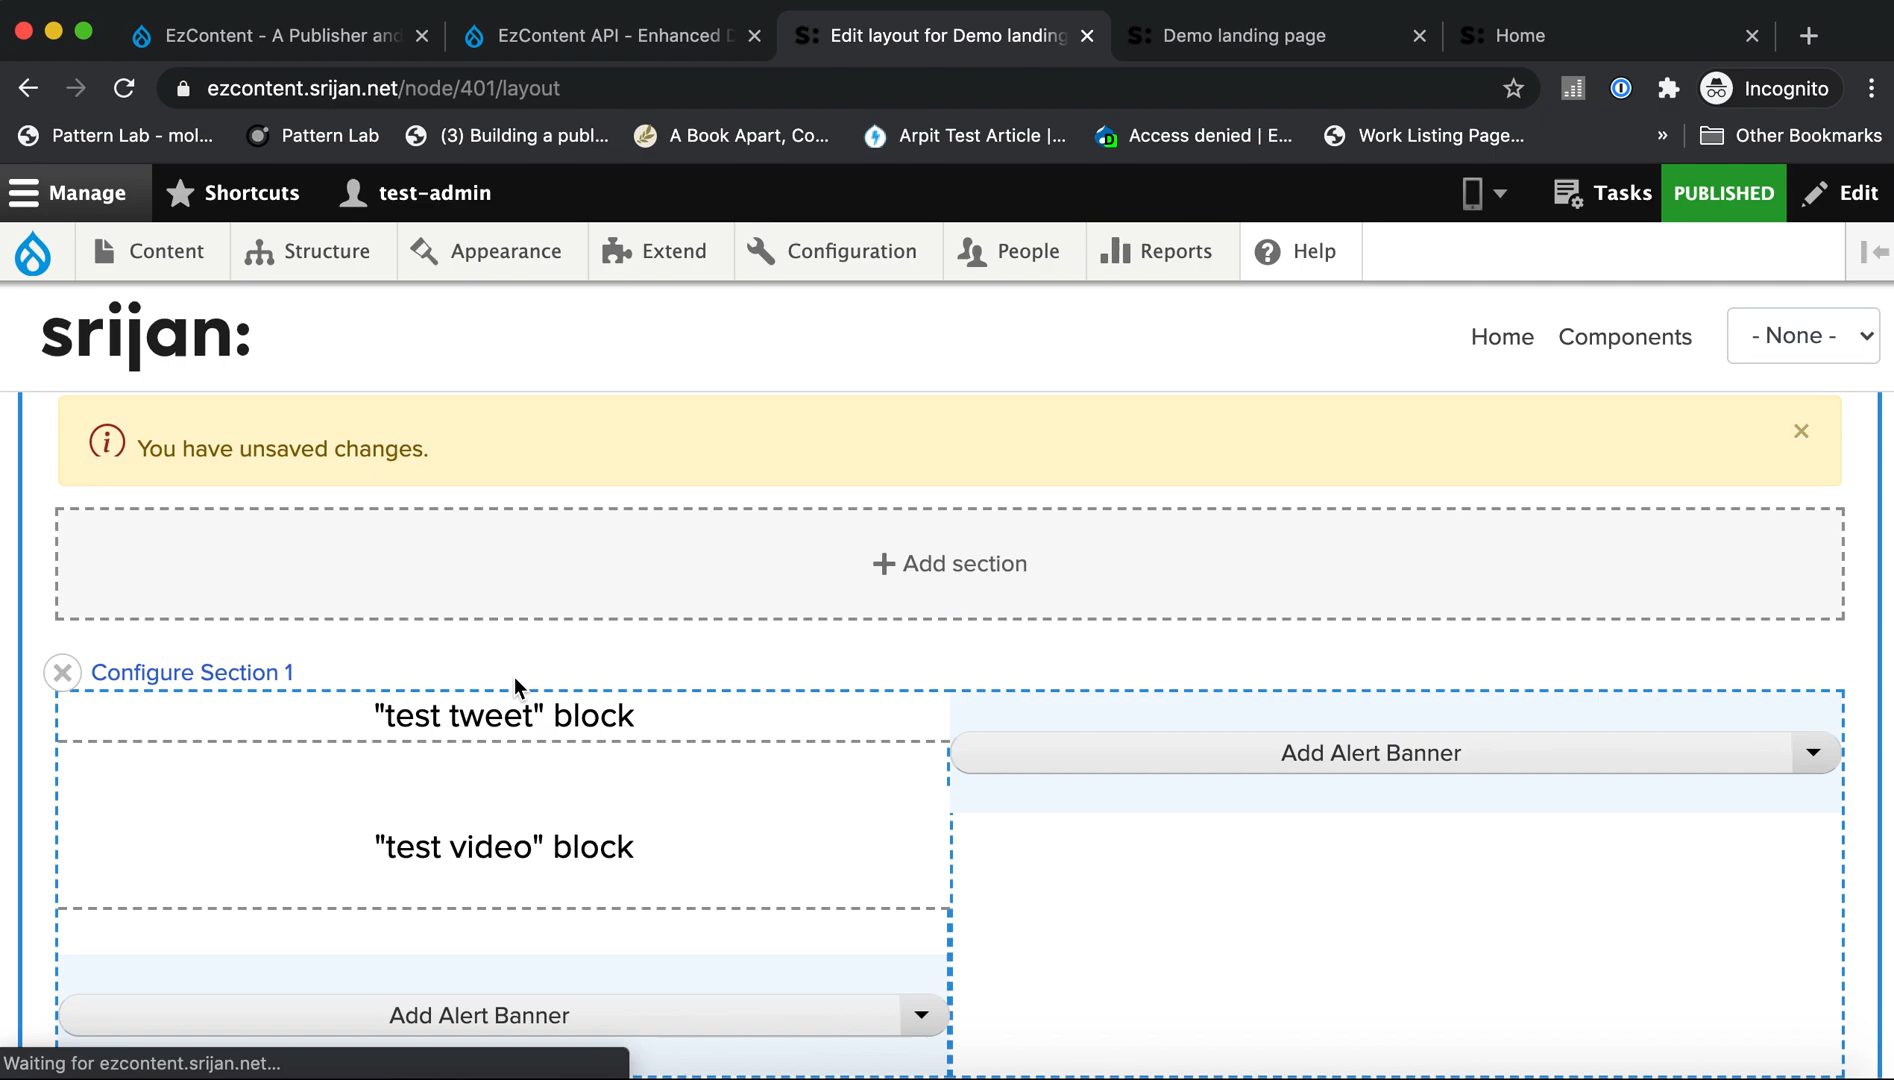 EzContent - A Publisher and
EzContent API - Enhanced D
S: Edit layout for Demo landing
S: Demo landing page
S: Home
ezcontent.srijan.net/node/401/layout
Incognito
Pattern Lab - mol...
Pattern Lab
(3) Building a publ...
A Book Apart, Co...
Arpit Test Article |...
Access denied | E...
Work Listing Page...
»
Other Bookmarks
Manage
Shortcuts
test-admin
Tasks
PUBLISHED
Edit
Content
Structure
Appearance
Extend
Configuration
People
Reports
Help
srijan:
Home
Components
- None -
You have unsaved changes.
+ Add section
Configure Section 1
"test tweet" block
Add Alert Banner
"test video" block
Add Alert Banner
Waiting for ezcontent.srijan.net...